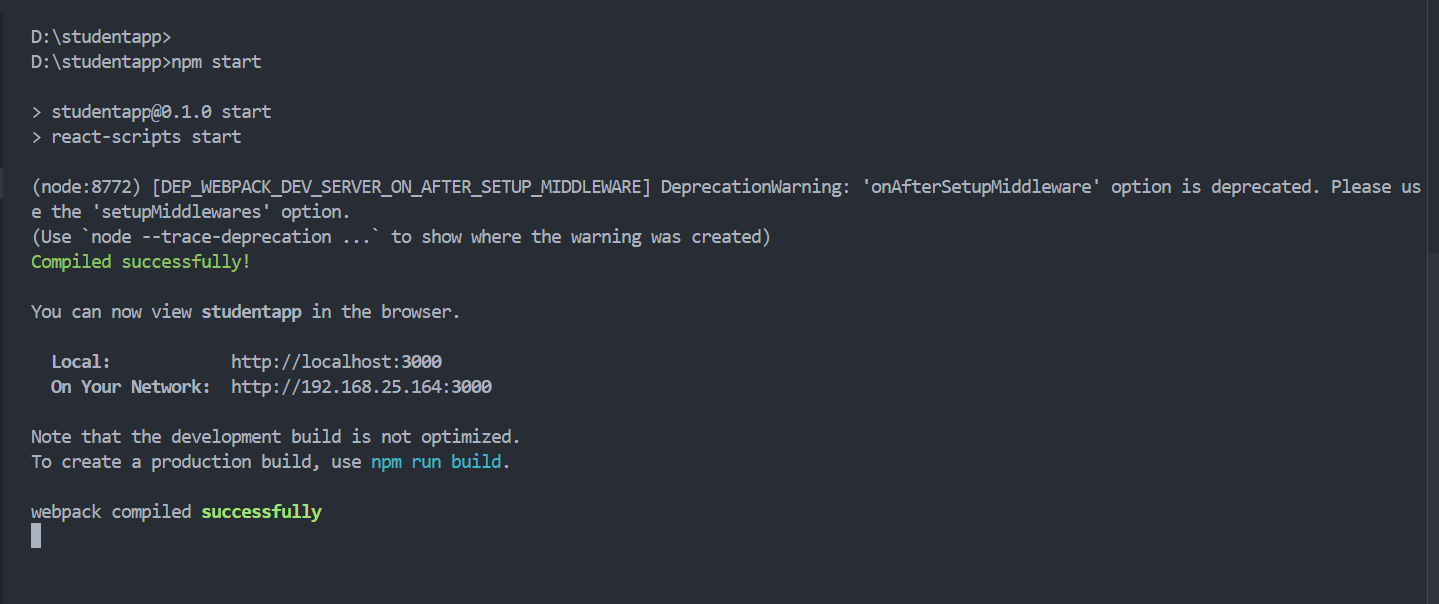 D:\studentapp>
D:\studentapp>npm start
> studentapp@0.1.0 start
> react-scripts start
(node:8772) [DEP_WEBPACK_DEV_SERVER_ON_AFTER_SETUP_MIDDLEWARE] DeprecationWarning: 'onAfterSetupMiddleware' option is deprecated. Please us
e the 'setupMiddlewares' option.
(Use `node --trace-deprecation ...` to show where the warning was created)
Compiled successfully!
You can now view studentapp in the browser.
Local: http://localhost:3000
On Your Network: http://192.168.25.164:3000
Note that the development build is not optimized.
To create a production build, use npm run build.
webpack compiled successfully